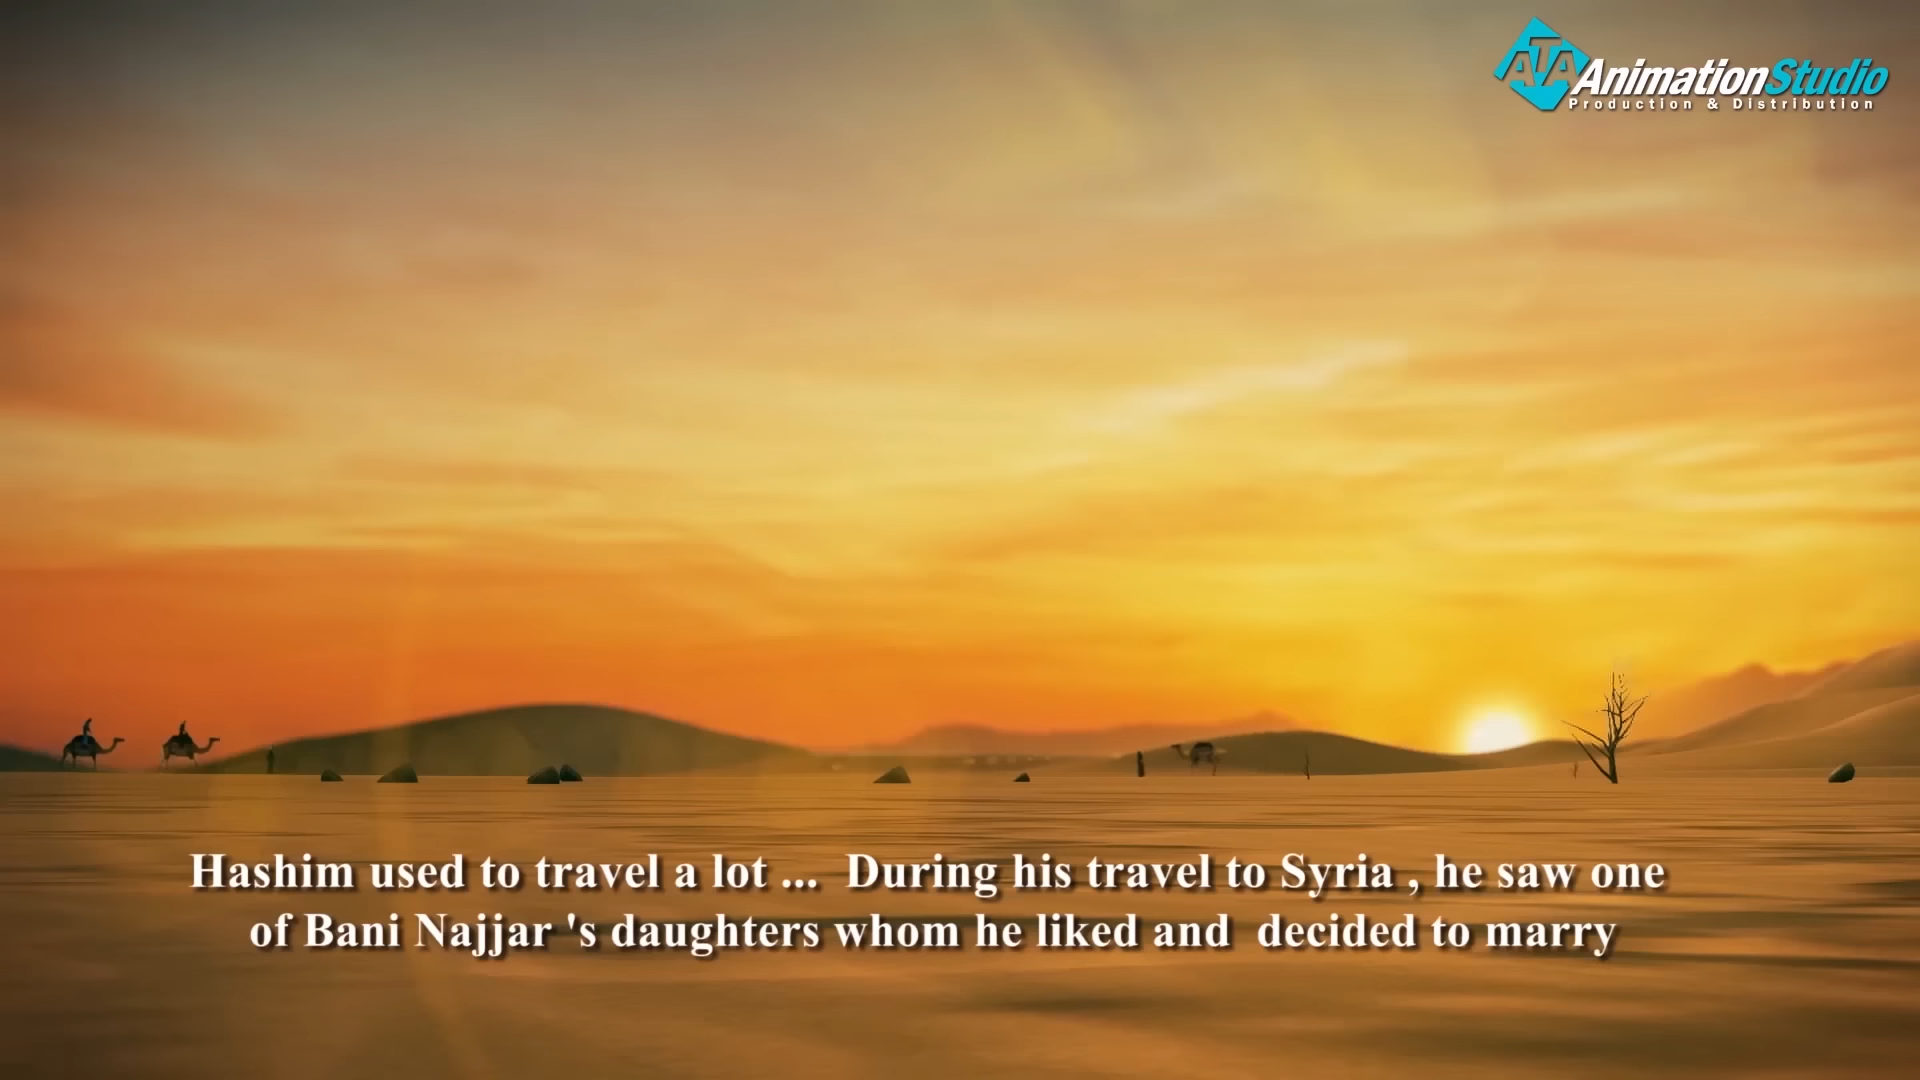 ATA AnimationStudio
Production & Distribution
Hashim used to travel a lot ... During his travel to Syria , he saw one
of Bani Najjar 's daughters whom he liked and decided to marry